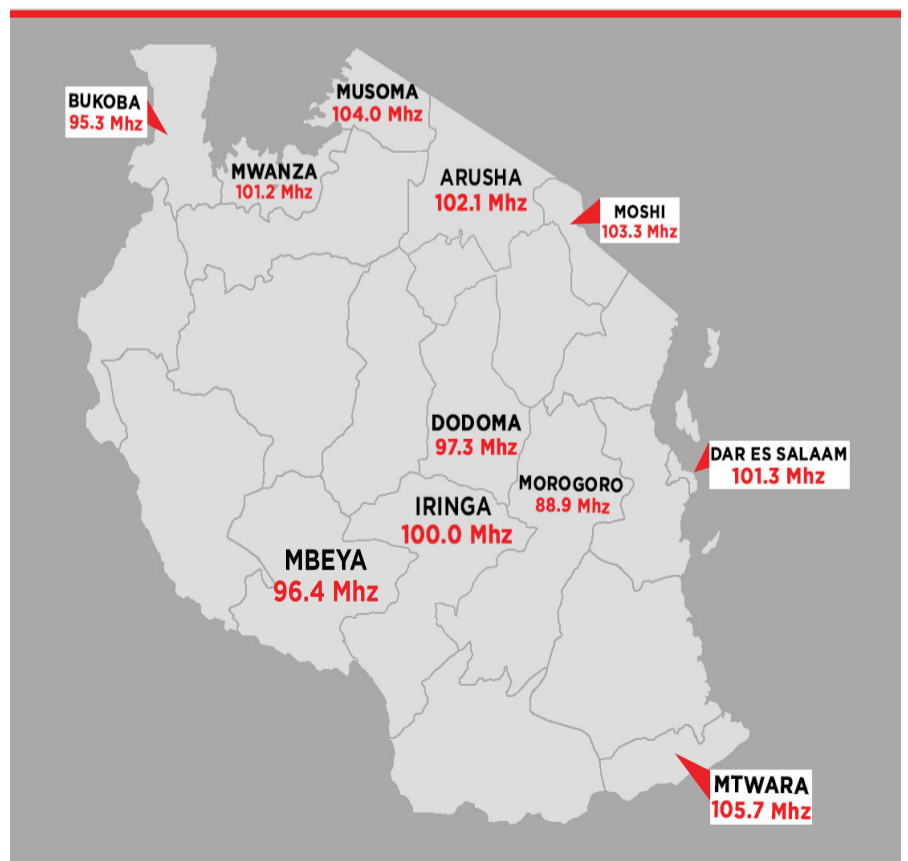 BUKOBA
95.3 Mhz
MUSOMA
104.0 Mhz
MWANZA
101.2 Mhz
ARUSHA
102.1 Mhz
MOSHI
103.3 Mhz
DODOMA
97.3 Mhz
DAR ES SALAAM
101.3 Mhz
MOROGORO
88.9 Mhz
IRINGA
100.0 Mhz
MBEYA
96.4 Mhz
MTWARA
105.7 Mhz